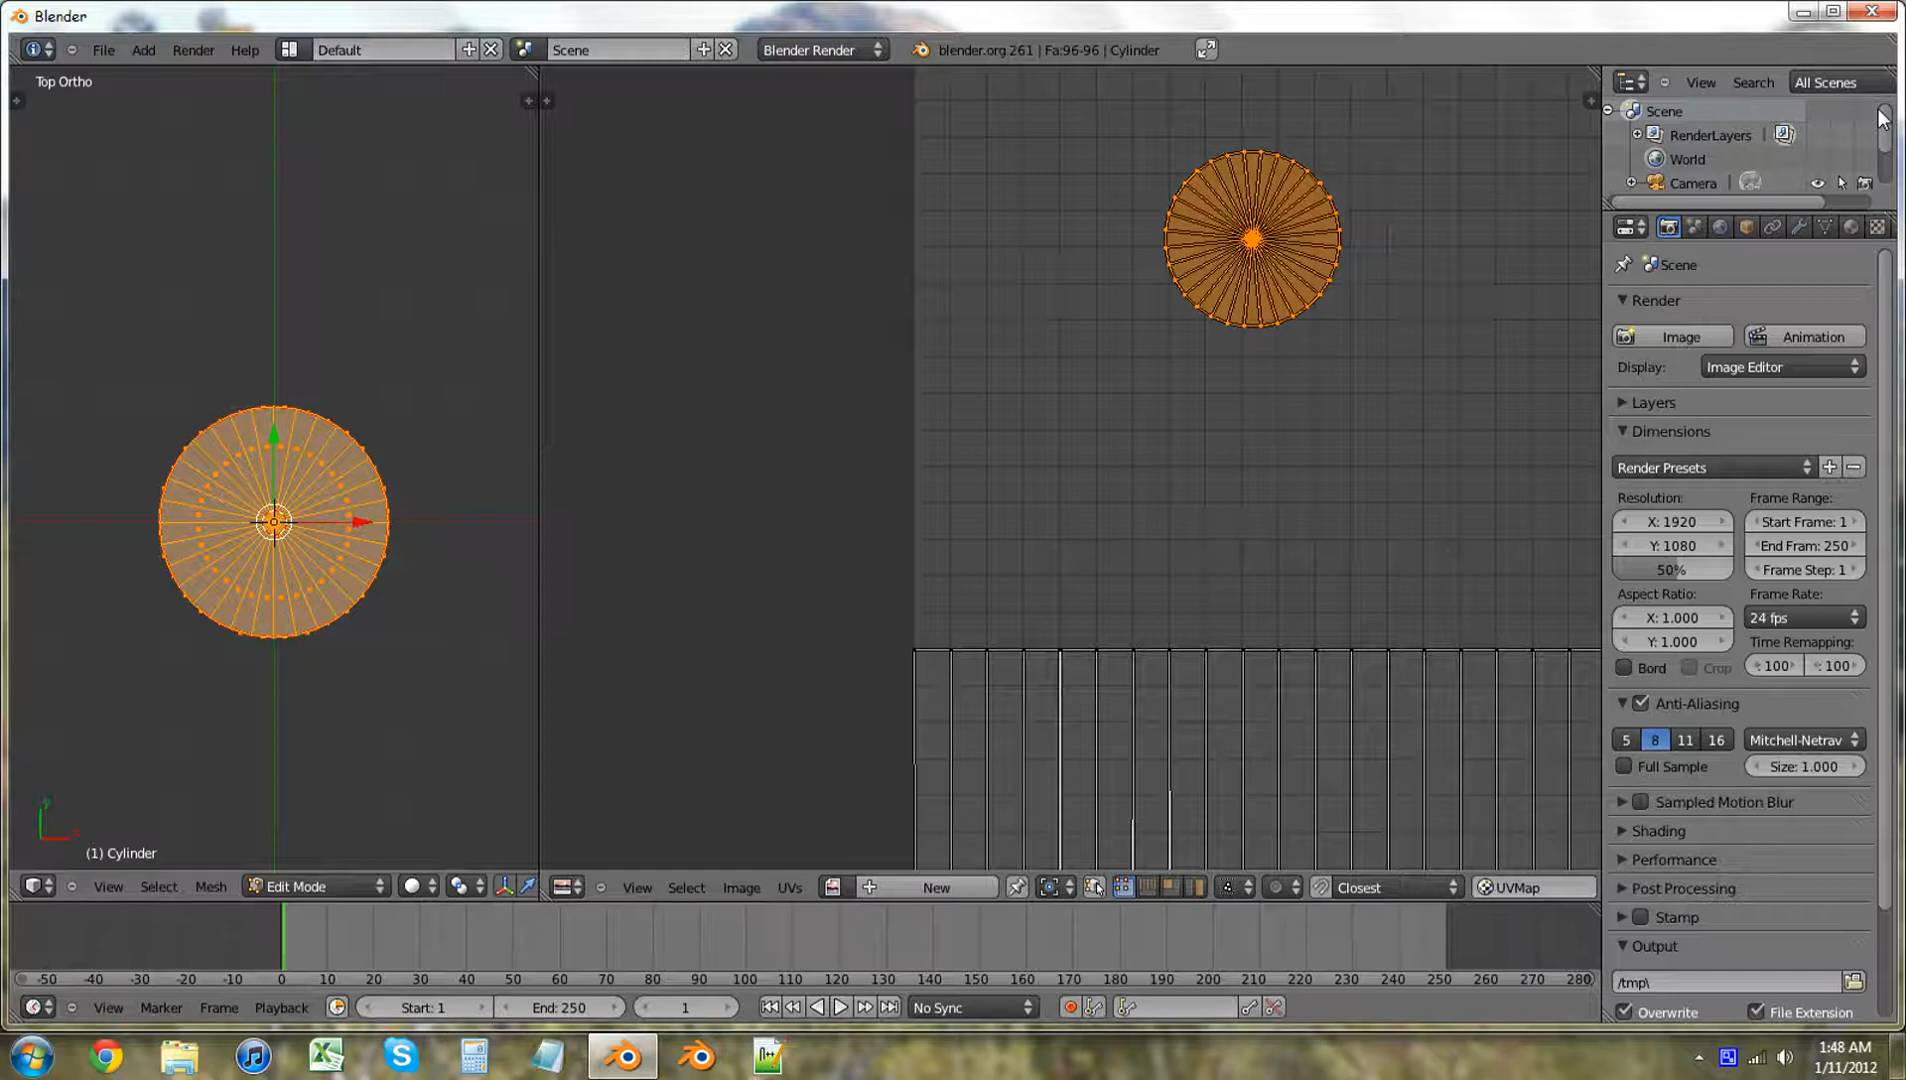 Blender
File Add Render Help Default Scene Blender Render blender.org 261 | Fa:96-96 | Cylinder
Top Ortho
View Search All Scenes
Scene
RenderLayers |
World
Camera |
Scene
Render
Image Animation
Display: Image Editor
Layers
Dimensions
Render Presets
Resolution: Frame Range:
X: 1920 Start Frame: 1
Y: 1080 End Fram: 250
50% Frame Step: 1
Aspect Ratio: Frame Rate:
X: 1.000 24 fps
Y: 1.000 Time Remapping:
Bord Crop : 100 : 100
Anti-Aliasing
5 8 11 16 Mitchell-Netrav
Full Sample Size: 1.000
Sampled Motion Blur
Shading
Performance
Post Processing
Stamp
Output
/tmp\
Overwrite File Extension
y
x
(1) Cylinder
View Select Mesh Edit Mode View Select Image UVs New Closest UVMap
-50 -40 -30 -20 -10 0 10 20 30 40 50 60 70 80 90 100 110 120 130 140 150 160 170 180 190 200 210 220 230 240 250 260 270 280
View Marker Frame Playback Start: 1 End: 250 1 No Sync
1:48 AM
1/11/2012